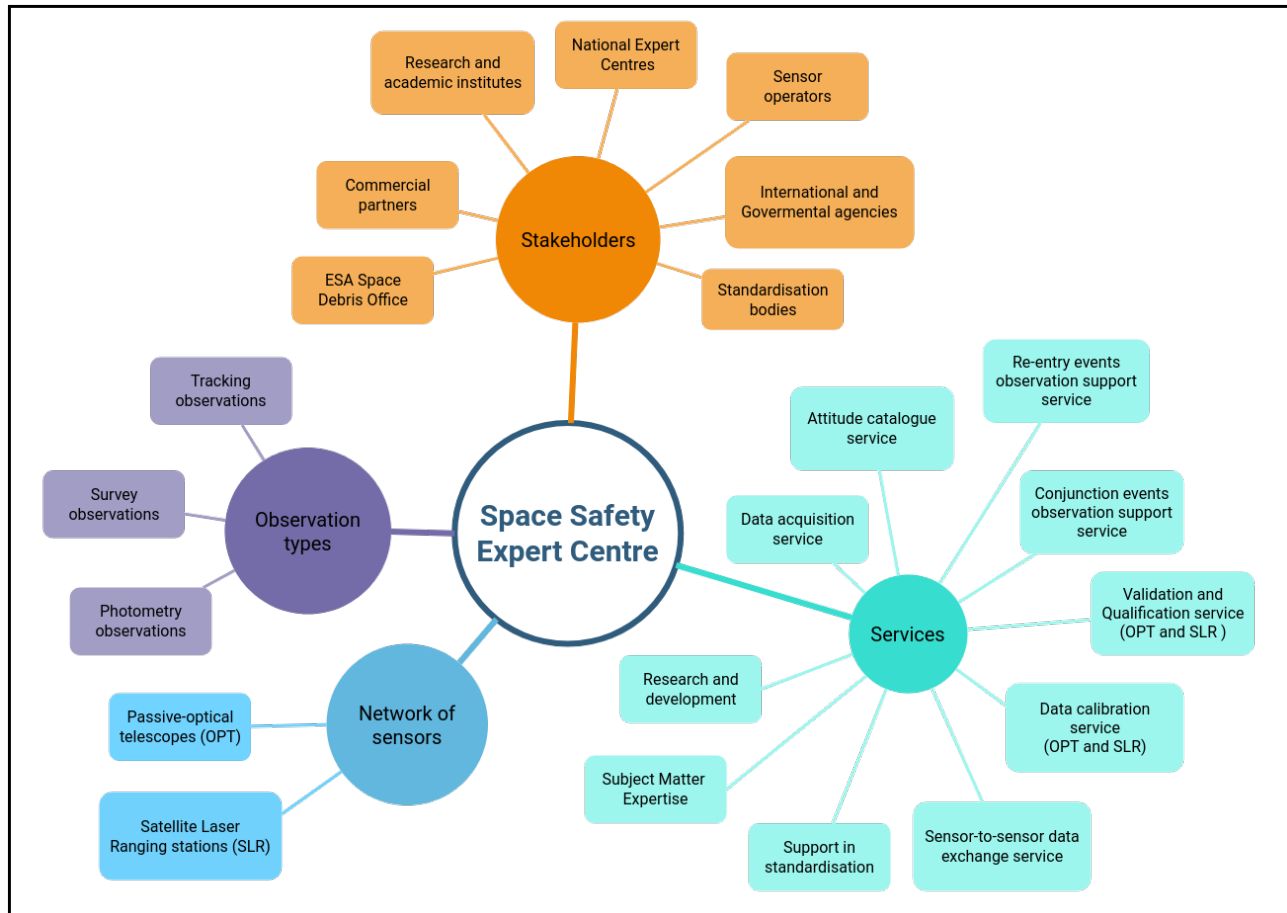 National Expert
Centres
Research and
academic institutes
Sensor
operators
Commercial
partners
International and
Govermental agencies
Stakeholders
ESA Space
Debris Office
Standardisation
bodies
Tracking
observations
Survey
observations
Observation
types
Photometry
observations
Space Safety
Expert Centre
Passive-optical
telescopes (OPT)
Network of
sensors
Satellite Laser
Ranging stations (SLR)
Re-entry events
observation support
service
Attitude catalogue
service
Conjunction events
observation support
service
Data acquisition
service
Validation and
Qualification service
(OPT and SLR )
Services
Research and
development
Data calibration
service
(OPT and SLR)
Subject Matter
Expertise
Support in
standardisation
Sensor-to-sensor data
exchange service